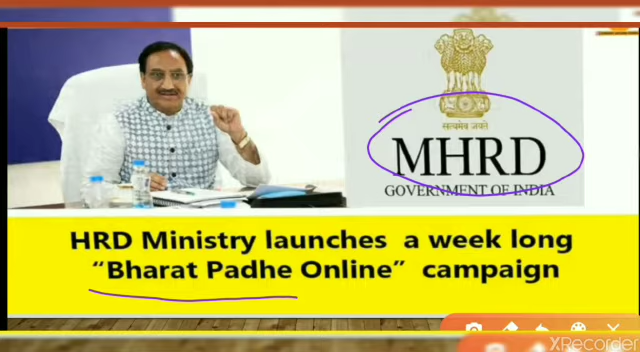 सत्यमेव जयते
MHRD
GOVERNMENT OF INDIA
HRD Ministry launches a week long
“Bharat Padhe Online” campaign
XRecorder